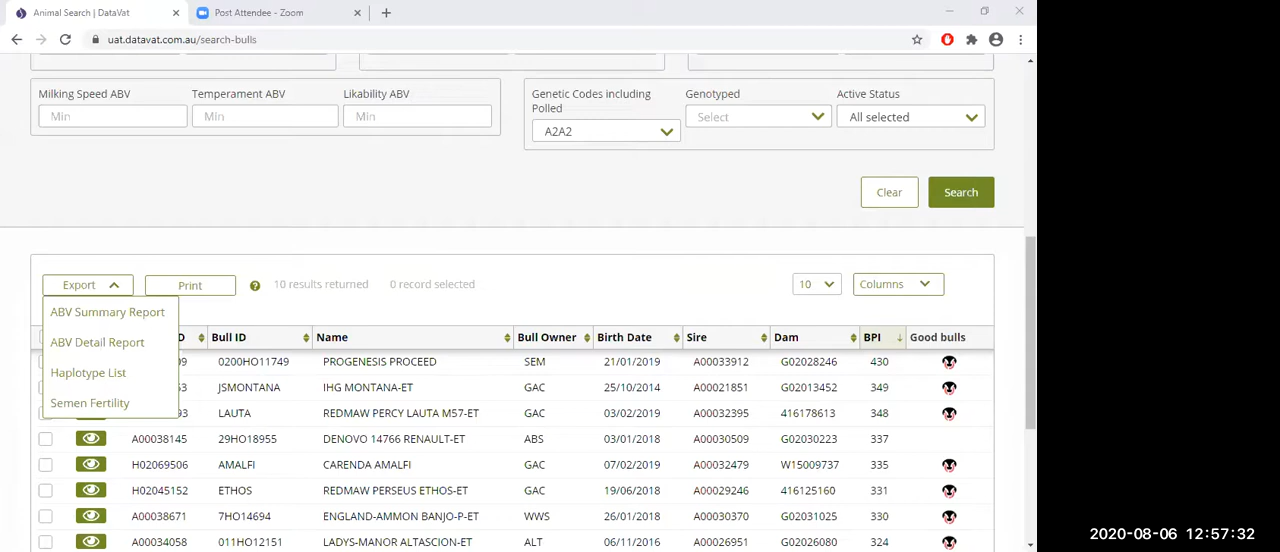 Animal Search | DataVat
Post Attendee - Zoom
uat.datavat.com.au/search-bulls
Milking Speed ABV Temperament ABV Likability ABV
Min Min Min
Genetic Codes including Polled Genotyped Active Status
A2A2 Select All selected
Clear Search
Export Print ? 10 results returned 0 record selected 10 Columns
ABV Summary Report
ABV Detail Report
Haplotype List
Semen Fertility
D Bull ID Name Bull Owner Birth Date Sire Dam BPI Good bulls
9 0200HO11749 PROGENESIS PROCEED SEM 21/01/2019 A00033912 G02028246 430
3 JSMONTANA IHG MONTANA-ET GAC 25/10/2014 A00021851 G02013452 349
93 LAUTA REDMAW PERCY LAUTA M57-ET GAC 03/02/2019 A00032395 416178613 348
A00038145 29HO18955 DENOVO 14766 RENAULT-ET ABS 03/01/2018 A00030509 G02030223 337
H02069506 AMALFI CARENDA AMALFI GAC 07/02/2019 A00032479 W15009737 335
H02045152 ETHOS REDMAW PERSEUS ETHOS-ET GAC 19/06/2018 A00029246 416125160 331
A00038671 7HO14694 ENGLAND-AMMON BANJO-P-ET WWS 26/01/2018 A00030370 G02031025 330
A00034058 011HO12151 LADYS-MANOR ALTASCION-ET ALT 06/11/2016 A00026951 G02026080 324
2020-08-06 12:57:32